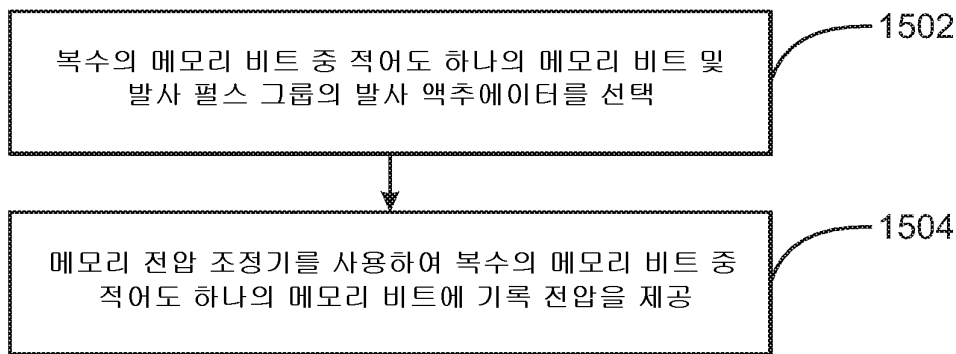 복수의 메모리 비트 중 적어도 하나의 메모리 비트 및
발사 펄스 그룹의 발사 액추에이터를 선택
1502
메모리 전압 조정기를 사용하여 복수의 메모리 비트 중
적어도 하나의 메모리 비트에 기록 전압을 제공
1504